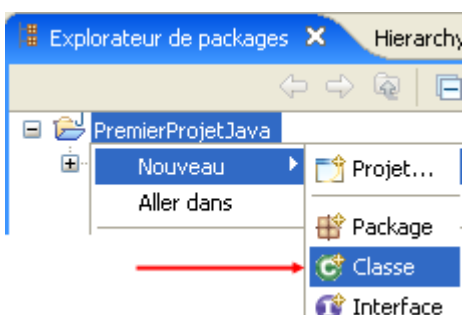 Explorateur de packages Hierarchy
PremierProjetJava
Nouveau Projet...
Aller dans
Package
Classe
Interface